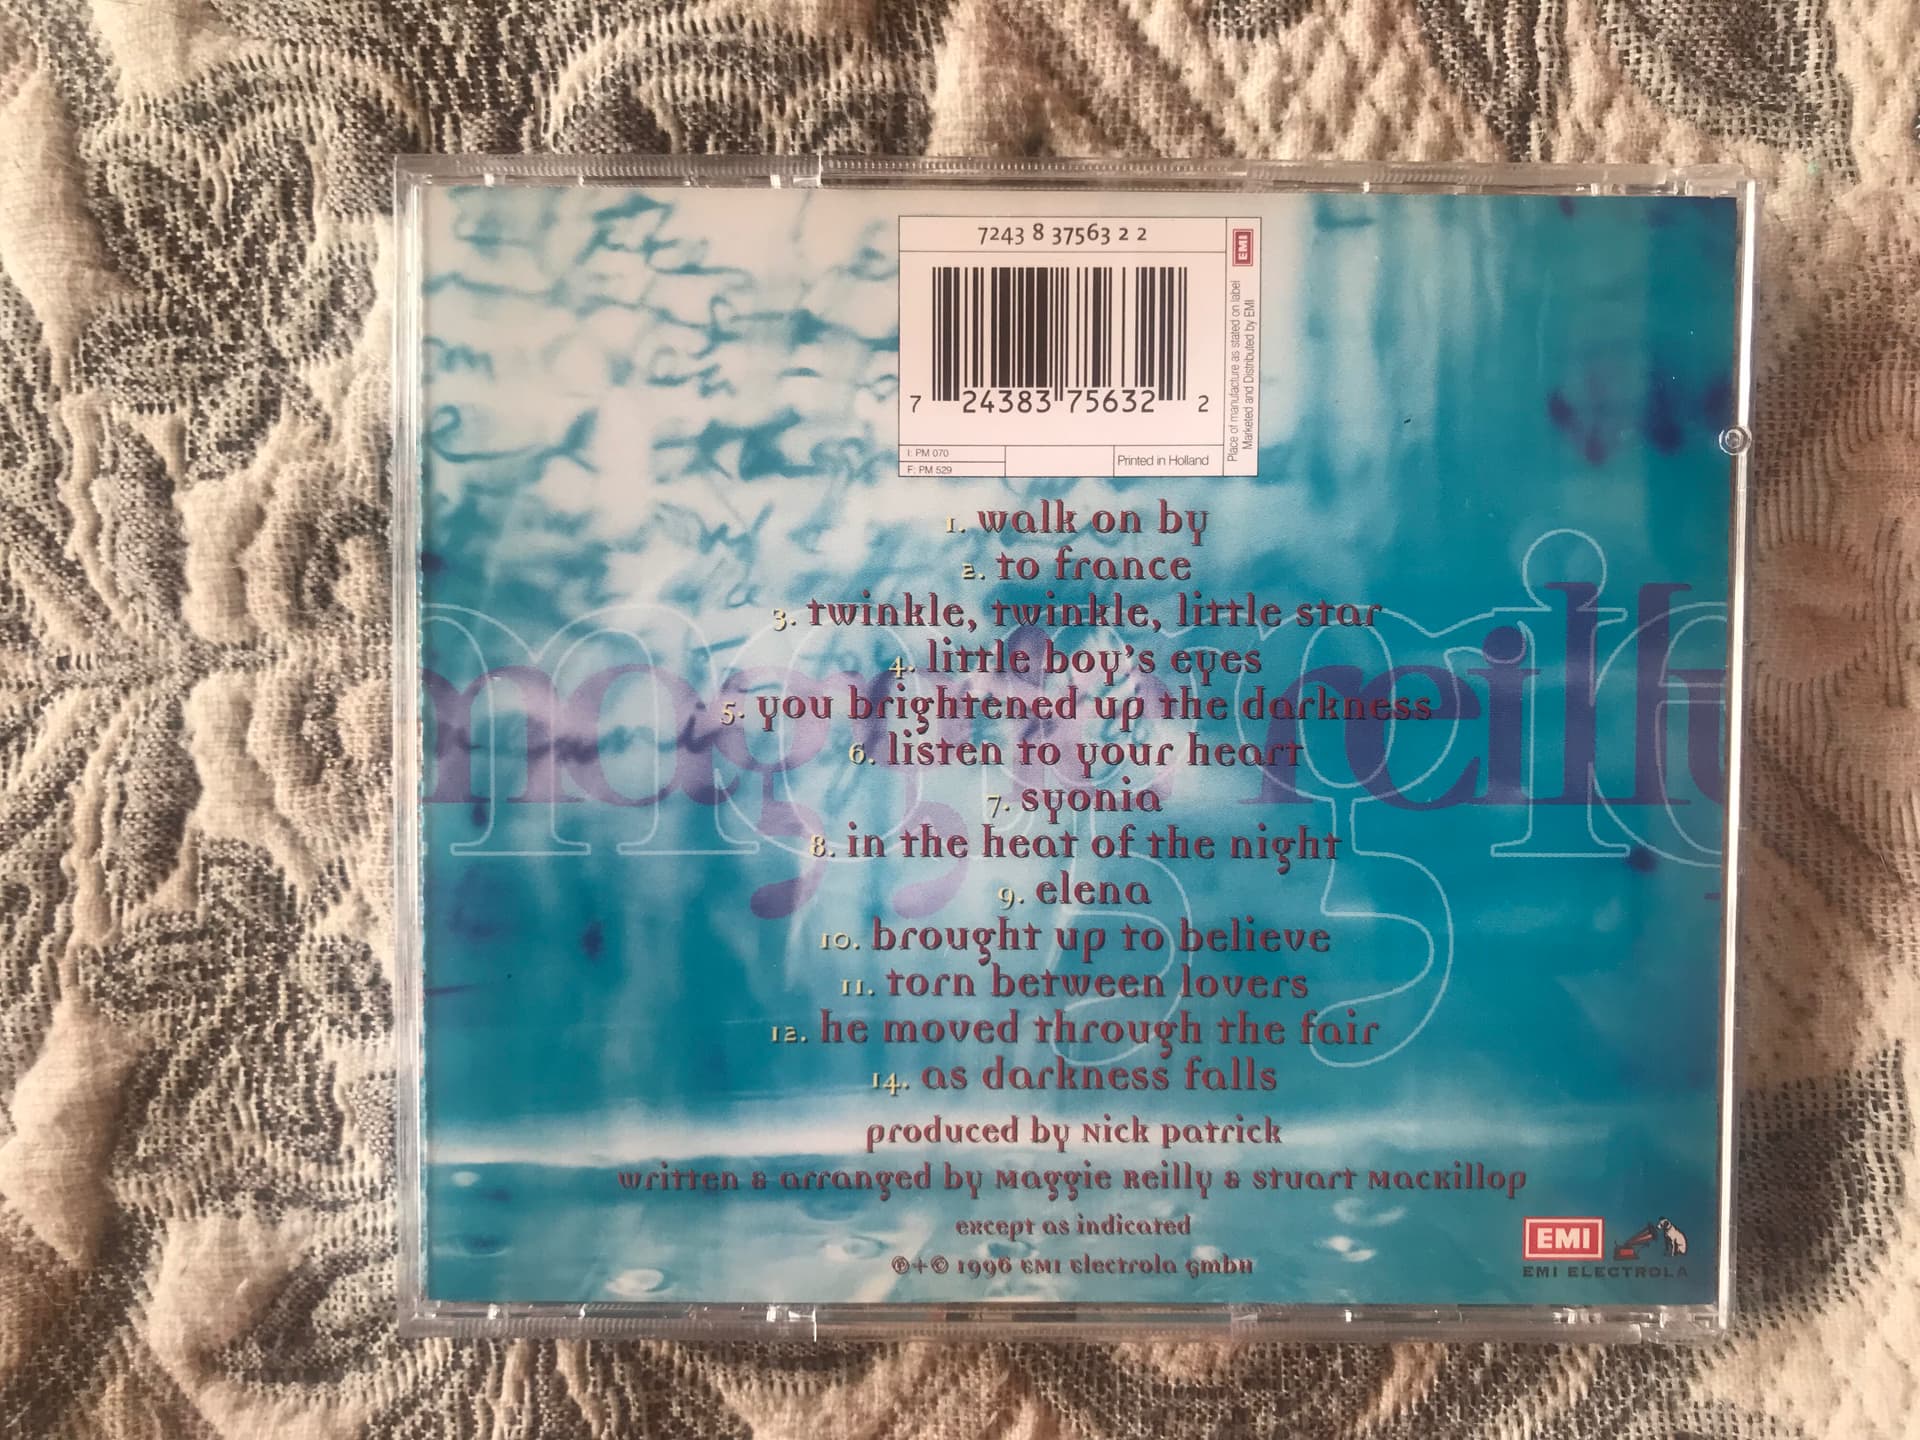 7243 8 37563 2 2
EMI
Place of manufacture as stated on label
Marketed and Distributed by EMI
7 24383 75632 2
I: PM 070
F: PM 529
Printed in Holland
1. walk on by
2. to france
3. twinkle, twinkle, little star
4. little boy's eyes
5. you brightened up the darkness
6. listen to your heart
7. syonia
8. in the heat of the night
9. elena
10. brought up to believe
11. torn between lovers
12. he moved through the fair
14. as darkness falls
maggie reilly
produced by Nick Patrick
written & arranged by Maggie Reilly & Stuart MacKillop
except as indicated
℗+© 1996 EMI Electrola GmbH
EMI
EMI ELECTROLA